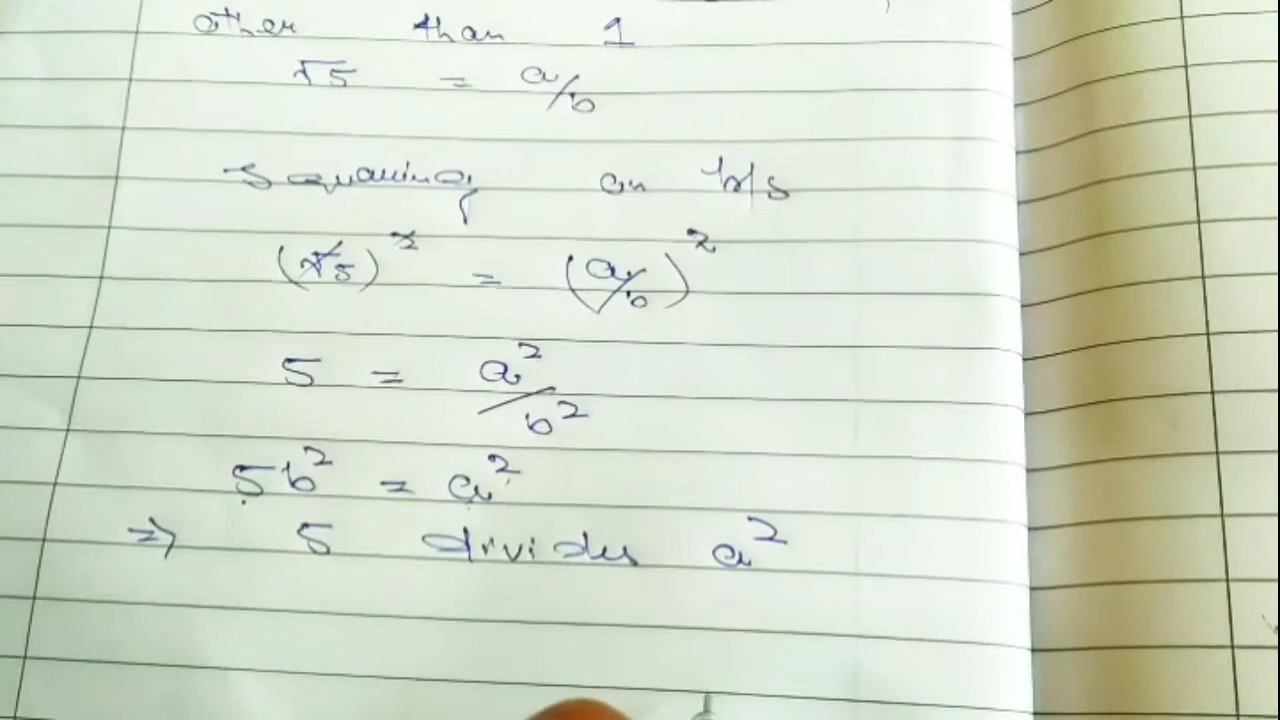 other than 1
√5 = a/b
Squaring on b/s
(√5)² = (a/b)²
5 = a²/b²
5b² = a²
⇒ 5 divides a²